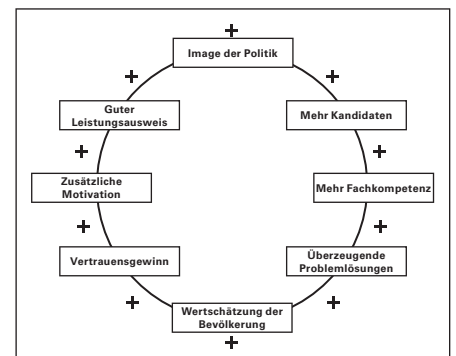 +
Image der Politik
+
+
Guter
Leistungsausweis
Mehr Kandidaten
+
+
Zusätzliche
Motivation
Mehr Fachkompetenz
+
+
Vertrauensgewinn
Überzeugende
Problemlösungen
+
+
Wertschätzung der
Bevölkerung
+